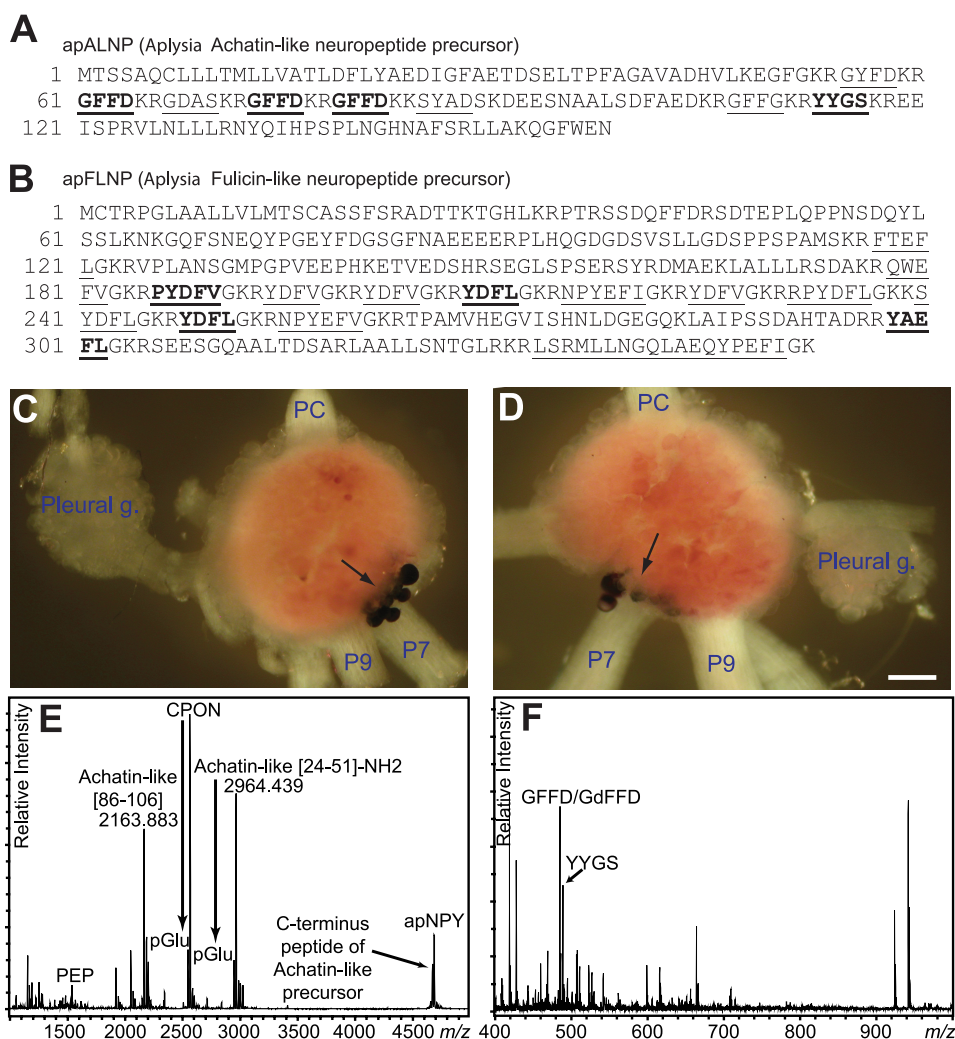 A
apALNP (Aplysia Achatin-like neuropeptide precursor)
1 MTSSAQCLLLTMLLVATLDFLYAEDIGFAETDSELTPFAGAVADHVLKEGFGKRGYFDKR
61 GFFDKRGDASKRGFFDKRGFFDKKSYADSKDEESNAALSDFAEDKRGFFGKRYYGSKREE
121 ISPRVLNLLLRNYQIHPSPLNGHNAFSRLLAKQGFWEN
B
apFLNP (Aplysia Fulicin-like neuropeptide precursor)
1 MCTRPGLAALLVLMTSCASSFSRADTTKTGHLKRPTRSSDQFFDRSDTEPLQPPNSDQYL
61 SSLKNKGQFSNEQYPGEYFDGSGFNAEEEERPLHQGDGDSVSLLGDSPPSPAMSKRFTEF
121 LGKRVPLANSGMPGPVEEPHKETVEDSHRSEGLSPSERSYRDMAEKLALLLLRSDAKRQWE
181 FVGKRPYDFVGKRYDFVGKRYDFVGKRYDFLGKRNPYEFIGKRYDFVGKRRPYDFLGKKS
241 YDFLGKRYDFLGKRNPYEFVGKRTPAMVHEGVISHNLDGEGQKLAIPSSDAHTADRRYAE
301 FLGKRSEESGQAALTDSARLAALLSNTGLRKRLSRMLLNGQLAEQYPEFIGK
C
PC
Pleural g.
P9
P7
D
PC
Pleural g.
P7
P9
E
Relative Intensity
CPON
Achatin-like
[86-106]
2163.883
Achatin-like [24-51]-NH2
2964.439
pGlu
pGlu
PEP
C-terminus
peptide of
Achatin-like
precursor
apNPY
1500 2000 2500 3000 3500 4000 4500 m/z
F
Relative Intensity
GFFD/GdFFD
YYGS
400 500 600 700 800 900 m/z